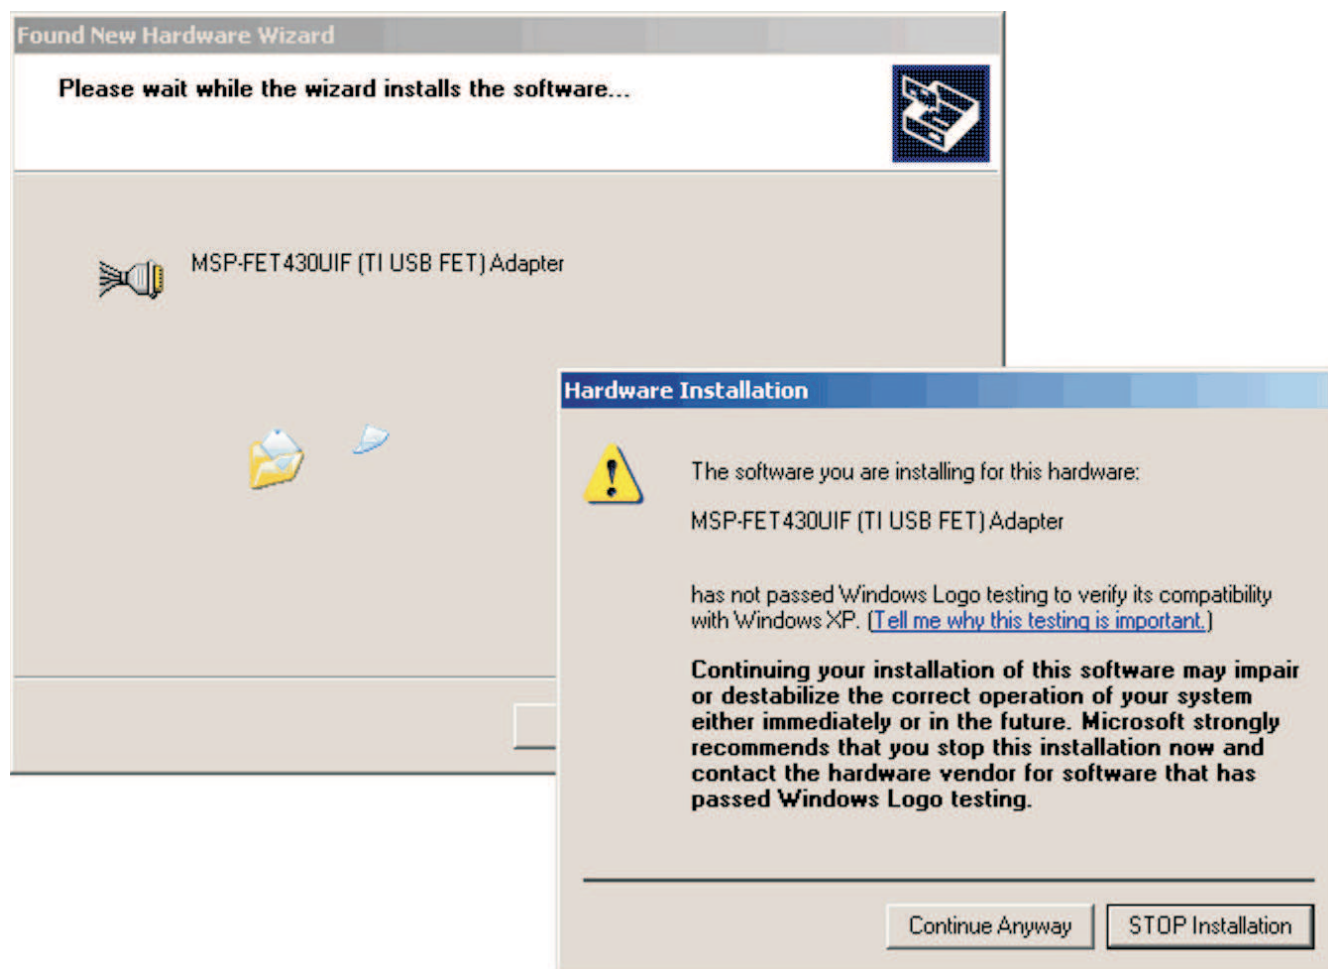 Found New Hardware Wizard
Please wait while the wizard installs the software...
MSP-FET430UIF (TI USB FET) Adapter
Hardware Installation
The software you are installing for this hardware:
MSP-FET430UIF (TI USB FET) Adapter
has not passed Windows Logo testing to verify its compatibility
with Windows XP. (Tell me why this testing is important.)
Continuing your installation of this software may impair
or destabilize the correct operation of your system
either immediately or in the future. Microsoft strongly
recommends that you stop this installation now and
contact the hardware vendor for software that has
passed Windows Logo testing.
Continue Anyway
STOP Installation